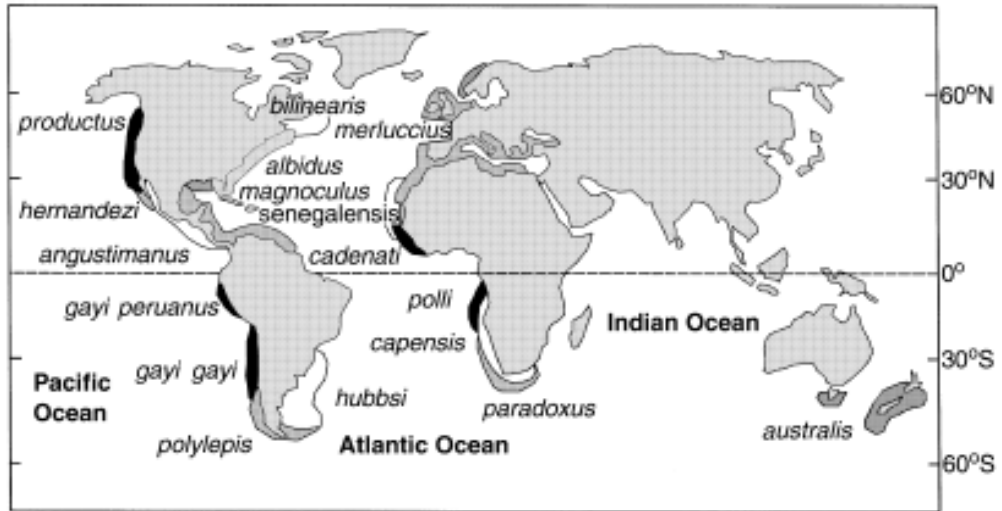 60°N
bilinearis
productus
merluccius
albidus
30°N
magnoculus
hernandezi
senegalensis
angustimanus
cadenati
0°
gayi peruanus
polli
Indian Ocean
capensis
30°S
gayi gayi
Pacific
Ocean
hubbsi
paradoxus
australis
polylepis
Atlantic Ocean
60°S